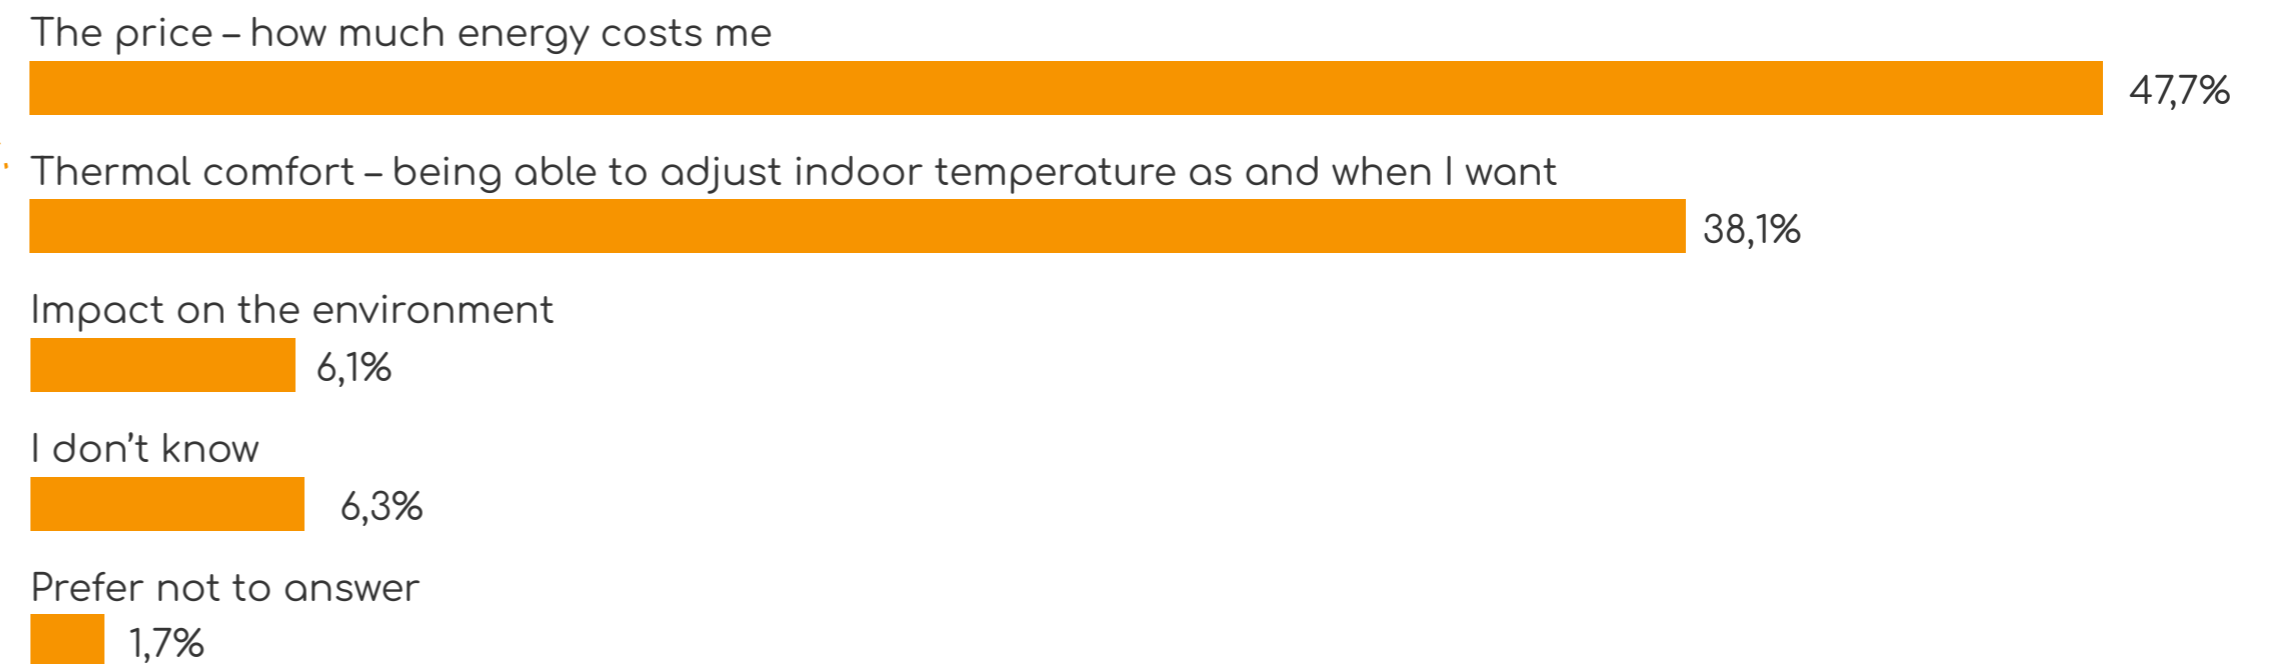 The price – how much energy costs me
47,7%
Thermal comfort – being able to adjust indoor temperature as and when I want
38,1%
Impact on the environment
6,1%
I don’t know
6,3%
Prefer not to answer
1,7%